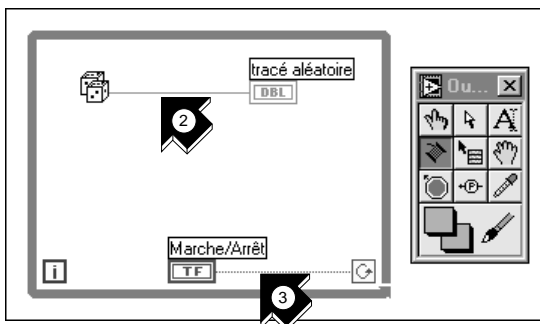 tracé aléatoire
DBL
2
Marche/Arrêt
TF
i
3
Ou...
A
P